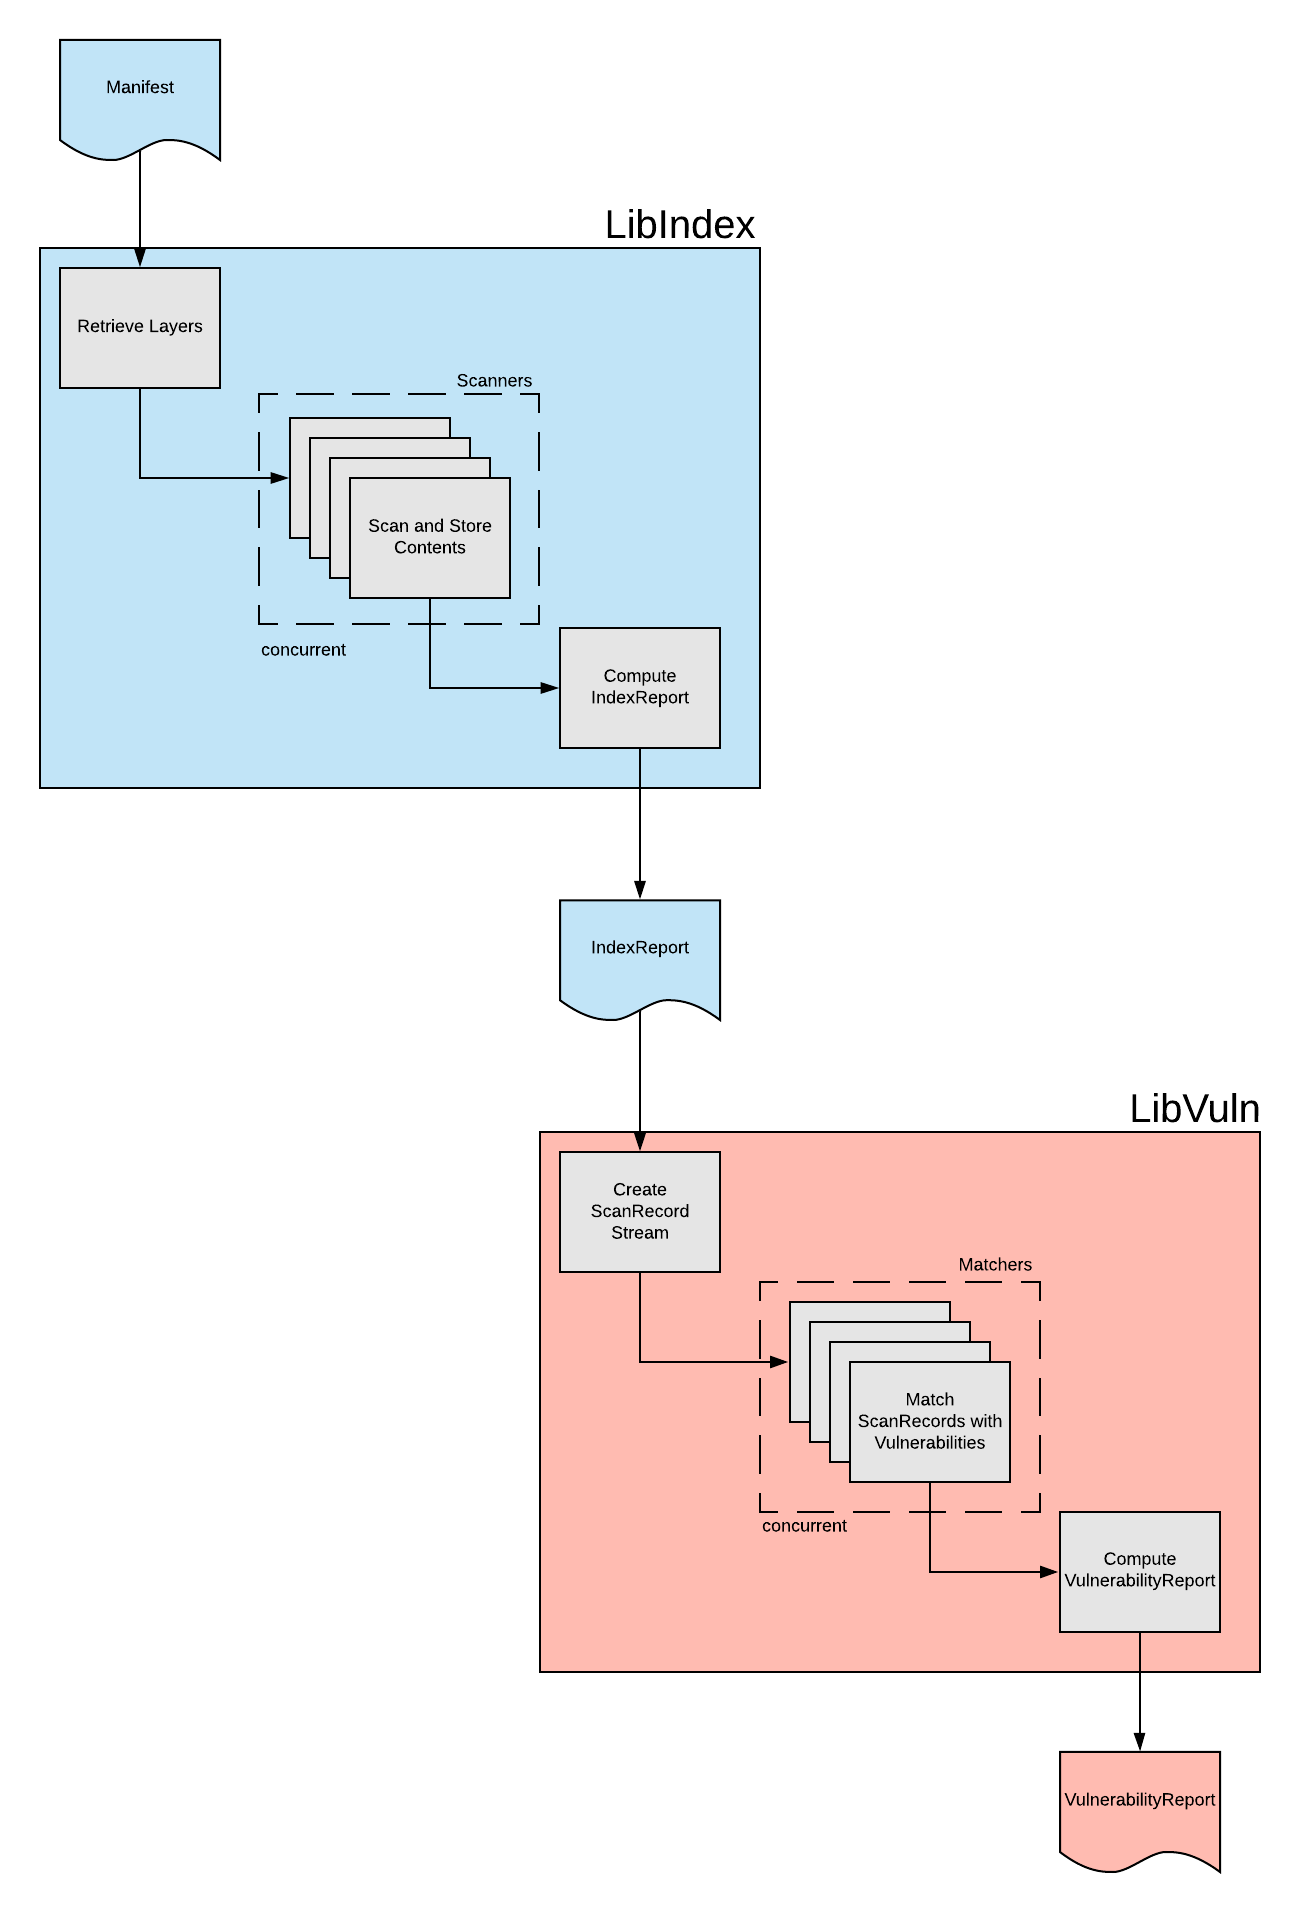 Manifest
LibIndex
Retrieve Layers
Scanners
Scan and Store
Contents
concurrent
Compute
IndexReport
IndexReport
LibVuln
Create
ScanRecord
Stream
Matchers
Match
ScanRecords with
Vulnerabilities
concurrent
Compute
VulnerabilityReport
VulnerabilityReport